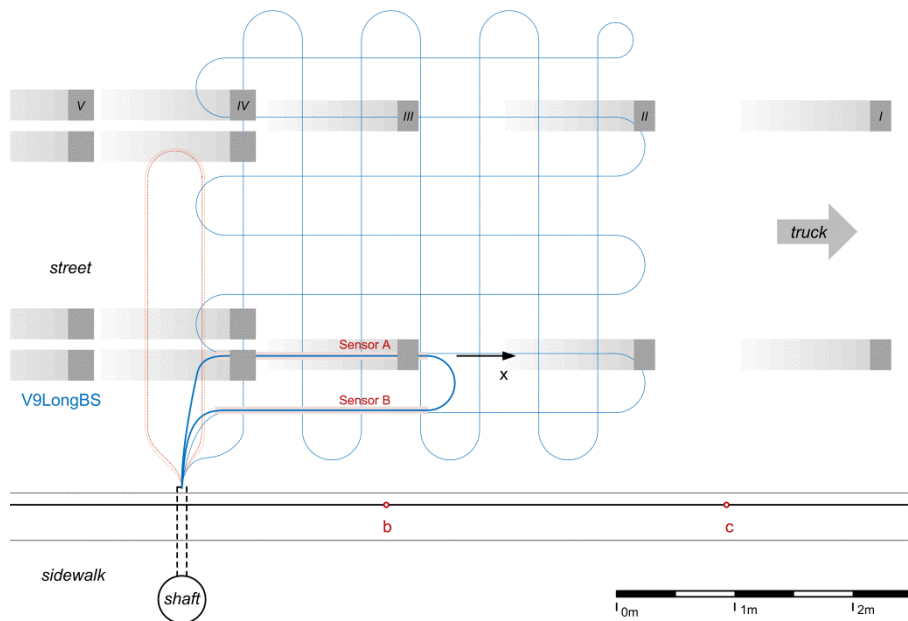 V
IV
III
II
I
truck
street
Sensor A
x
V9LongBS
Sensor B
b
c
sidewalk
shaft
0m
1m
2m